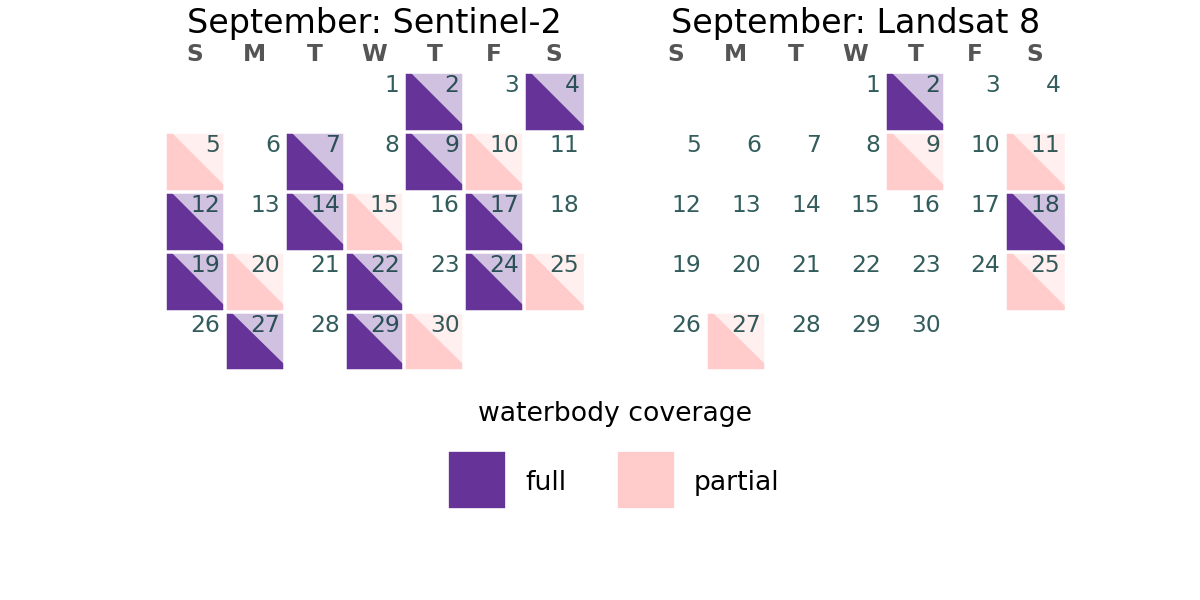 September: Sentinel-2
S M T W T F S
1 2 3 4
5 6 7 8 9 10 11
12 13 14 15 16 17 18
19 20 21 22 23 24 25
26 27 28 29 30
September: Landsat 8
S M T W T F S
1 2 3 4
5 6 7 8 9 10 11
12 13 14 15 16 17 18
19 20 21 22 23 24 25
26 27 28 29 30
waterbody coverage
full partial